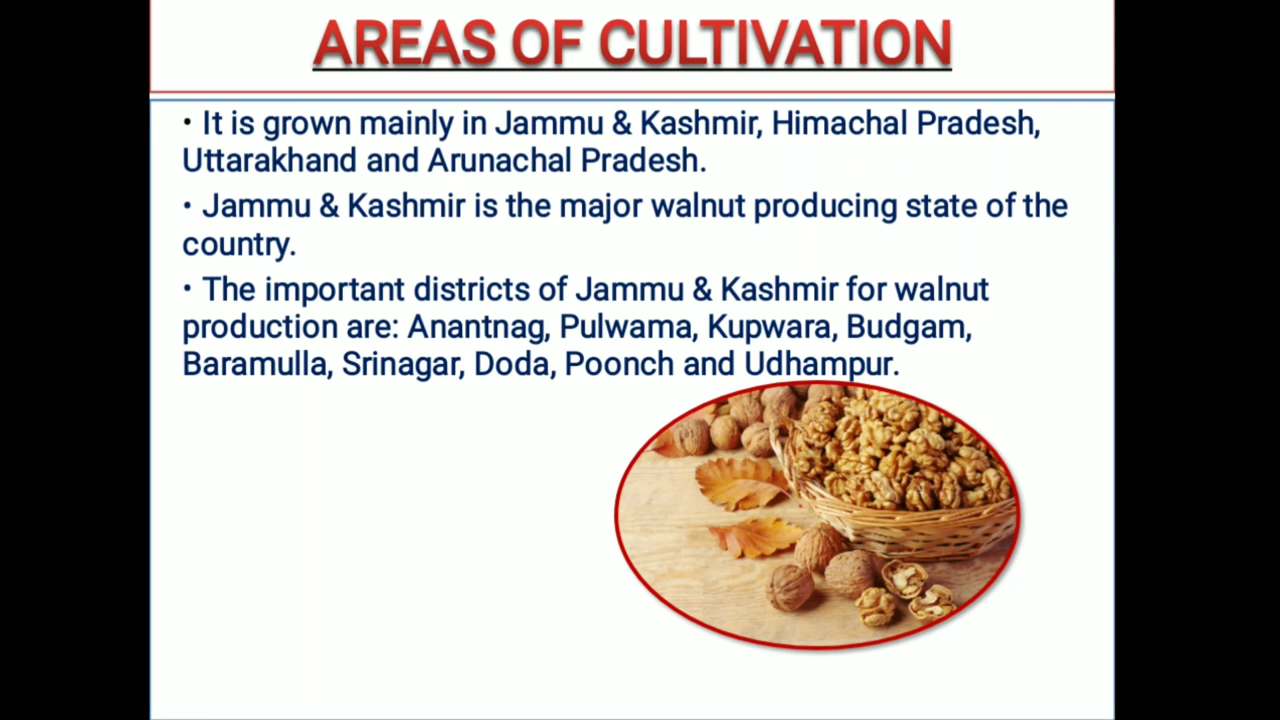 AREAS OF CULTIVATION
• It is grown mainly in Jammu & Kashmir, Himachal Pradesh,
Uttarakhand and Arunachal Pradesh.
• Jammu & Kashmir is the major walnut producing state of the
country.
• The important districts of Jammu & Kashmir for walnut
production are: Anantnag, Pulwama, Kupwara, Budgam,
Baramulla, Srinagar, Doda, Poonch and Udhampur.